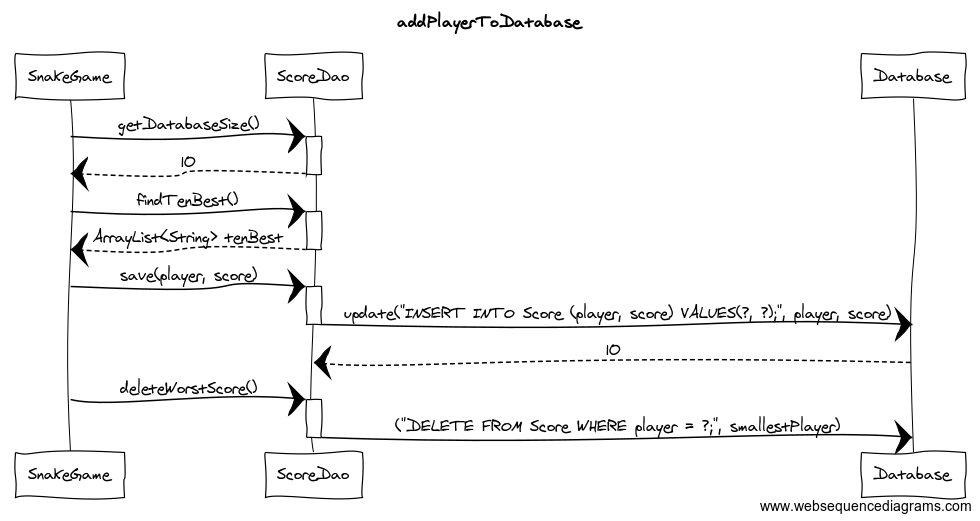 addPlayerToDatabase
SnakeGame
ScoreDao
Database
getDatabaseSize()
10
findTenBest()
ArrayList<String> tenBest
save(player, score)
update("INSERT INTO Score (player, score) VALUES(?, ?);", player, score)
10
deleteWorstScore()
("DELETE FROM Score WHERE player = ?;", smallestPlayer)
SnakeGame
ScoreDao
Database
www.websequencediagrams.com